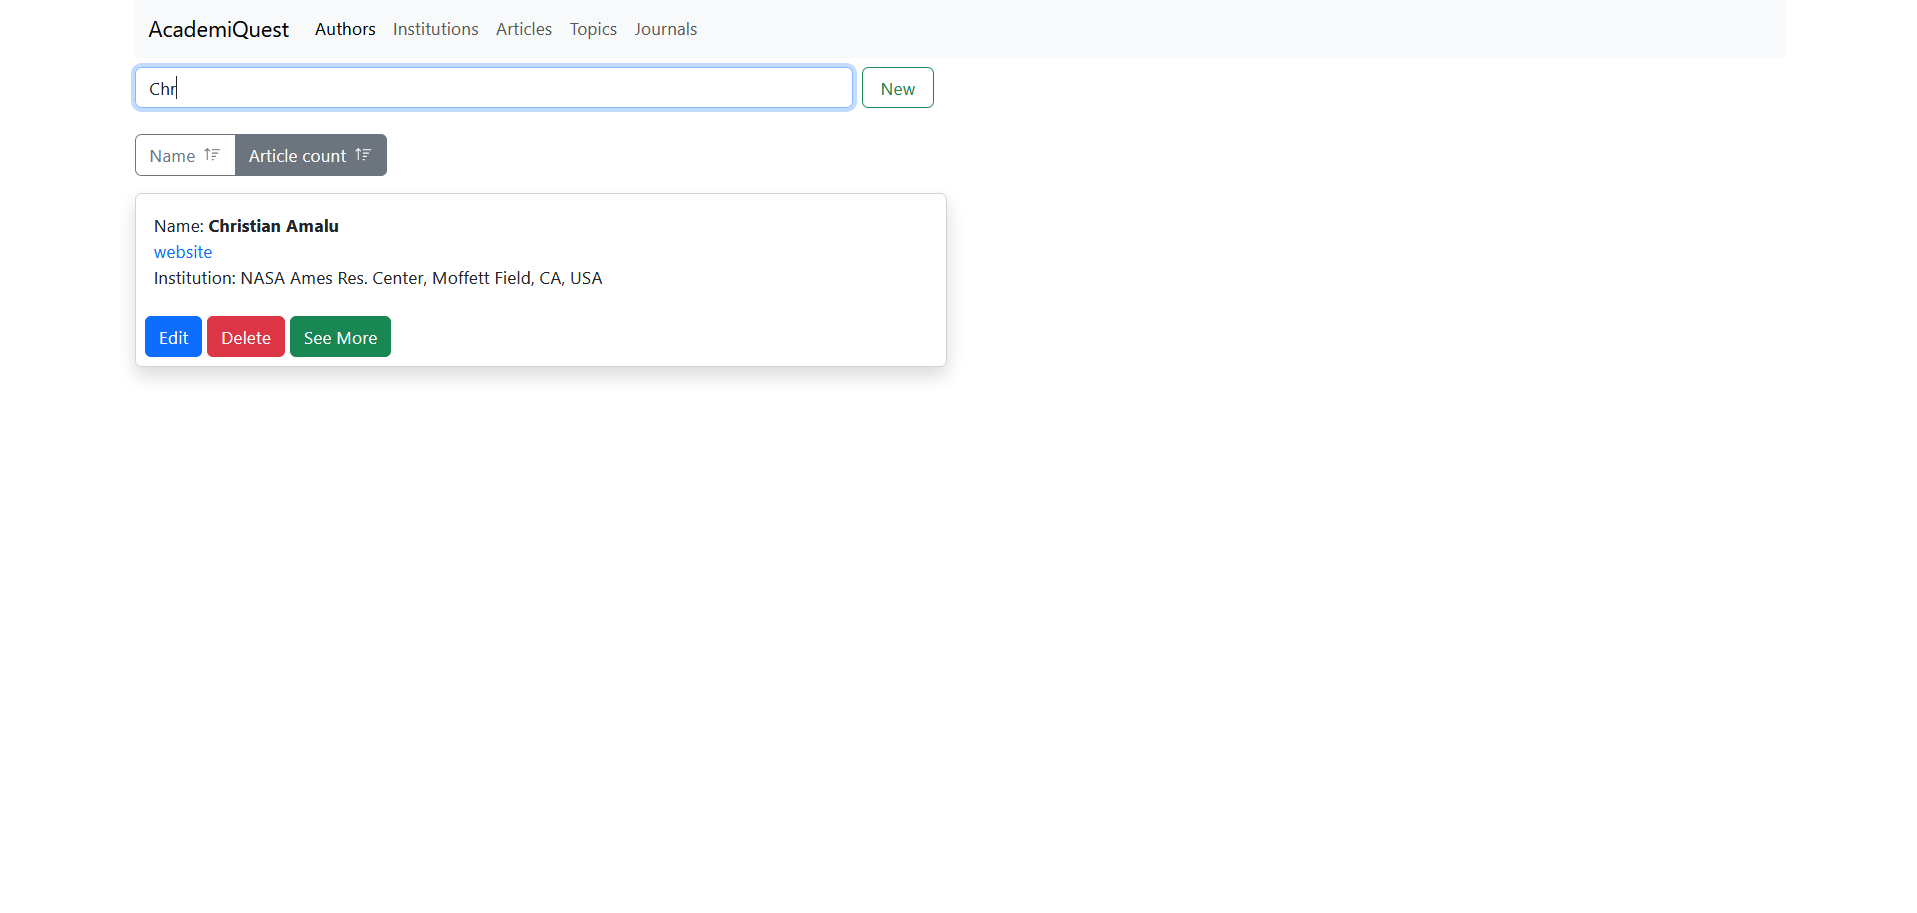 AcademiQuest Authors Institutions Articles Topics Journals
Chr New
Name Article count
Name: Christian Amalu
website
Institution: NASA Ames Res. Center, Moffett Field, CA, USA
Edit Delete See More